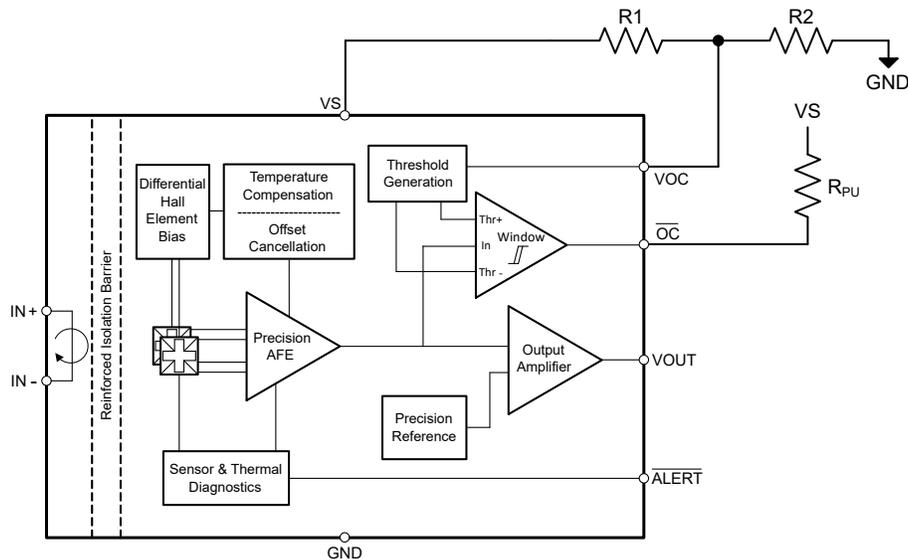 R1
R2
GND
VS
VS
R_PU
VOC
OC
Differential
Hall
Element
Bias
Temperature
Compensation
Offset
Cancellation
Threshold
Generation
Thr+
Window
In
Thr -
Reinforced Isolation Barrier
IN+
IN-
Precision
AFE
Output
Amplifier
VOUT
Precision
Reference
Sensor & Thermal
Diagnostics
ALERT
GND